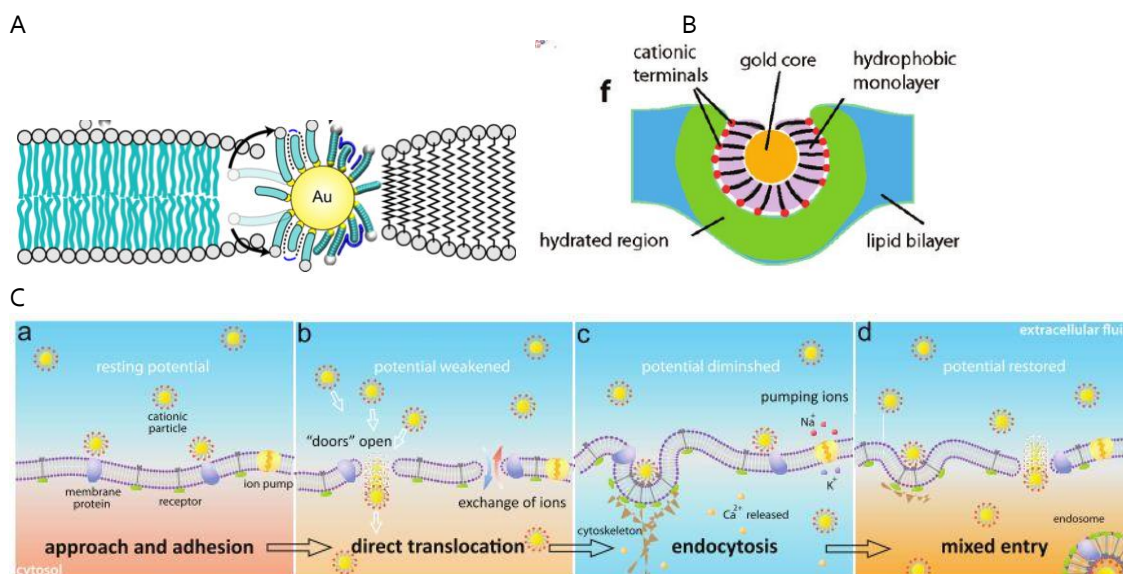 A
B
cationic
terminals
gold core
hydrophobic
monolayer
f
Au
hydrated region
lipid bilayer
C
a
resting potential
cationic
particle
membrane
protein
receptor
ion pump
approach and adhesion
cytosol
b
potential weakened
"doors" open
exchange of ions
direct translocation
c
potential diminished
pumping ions
Na+
K+
Ca2+ released
cytoskeleton
endocytosis
d
extracellular flui
potential restored
endosome
mixed entry